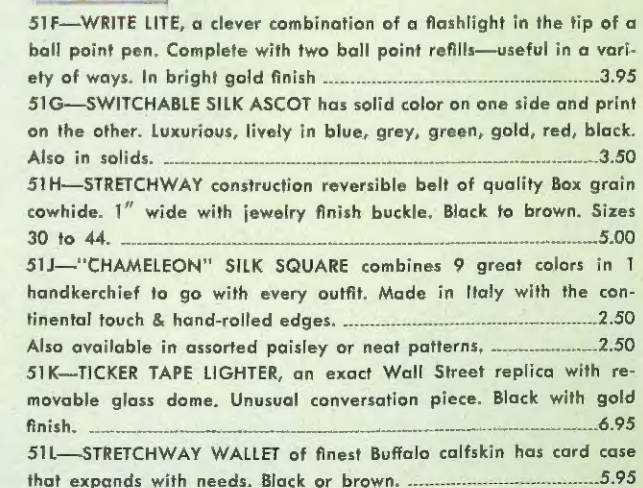 51F—WRITE LITE, a clever combination of a flashlight in the tip of a
ball point pen. Complete with two ball point refills—useful in a vari-
ety of ways. In bright gold finish ........................ 3.95
51G—SWITCHABLE SILK ASCOT has solid color on one side and print
on the other. Luxurious, lively in blue, grey, green, gold, red, black.
Also in solids. ........................ 3.50
51H—STRETCHWAY construction reversible belt of quality Box grain
cowhide. 1" wide with jewelry finish buckle. Black to brown. Sizes
30 to 44. ........................ 5.00
51J—"CHAMELEON" SILK SQUARE combines 9 great colors in 1
handkerchief to go with every outfit. Made in Italy with the con-
tinental touch & hand-rolled edges. ........................ 2.50
Also available in assorted paisley or neat patterns. ........................ 2.50
51K—TICKER TAPE LIGHTER, an exact Wall Street replica with re-
movable glass dome. Unusual conversation piece. Black with gold
finish. ........................ 6.95
51L—STRETCHWAY WALLET of finest Buffalo calfskin has card case
that expands with needs. Black or brown. ........................ 5.95